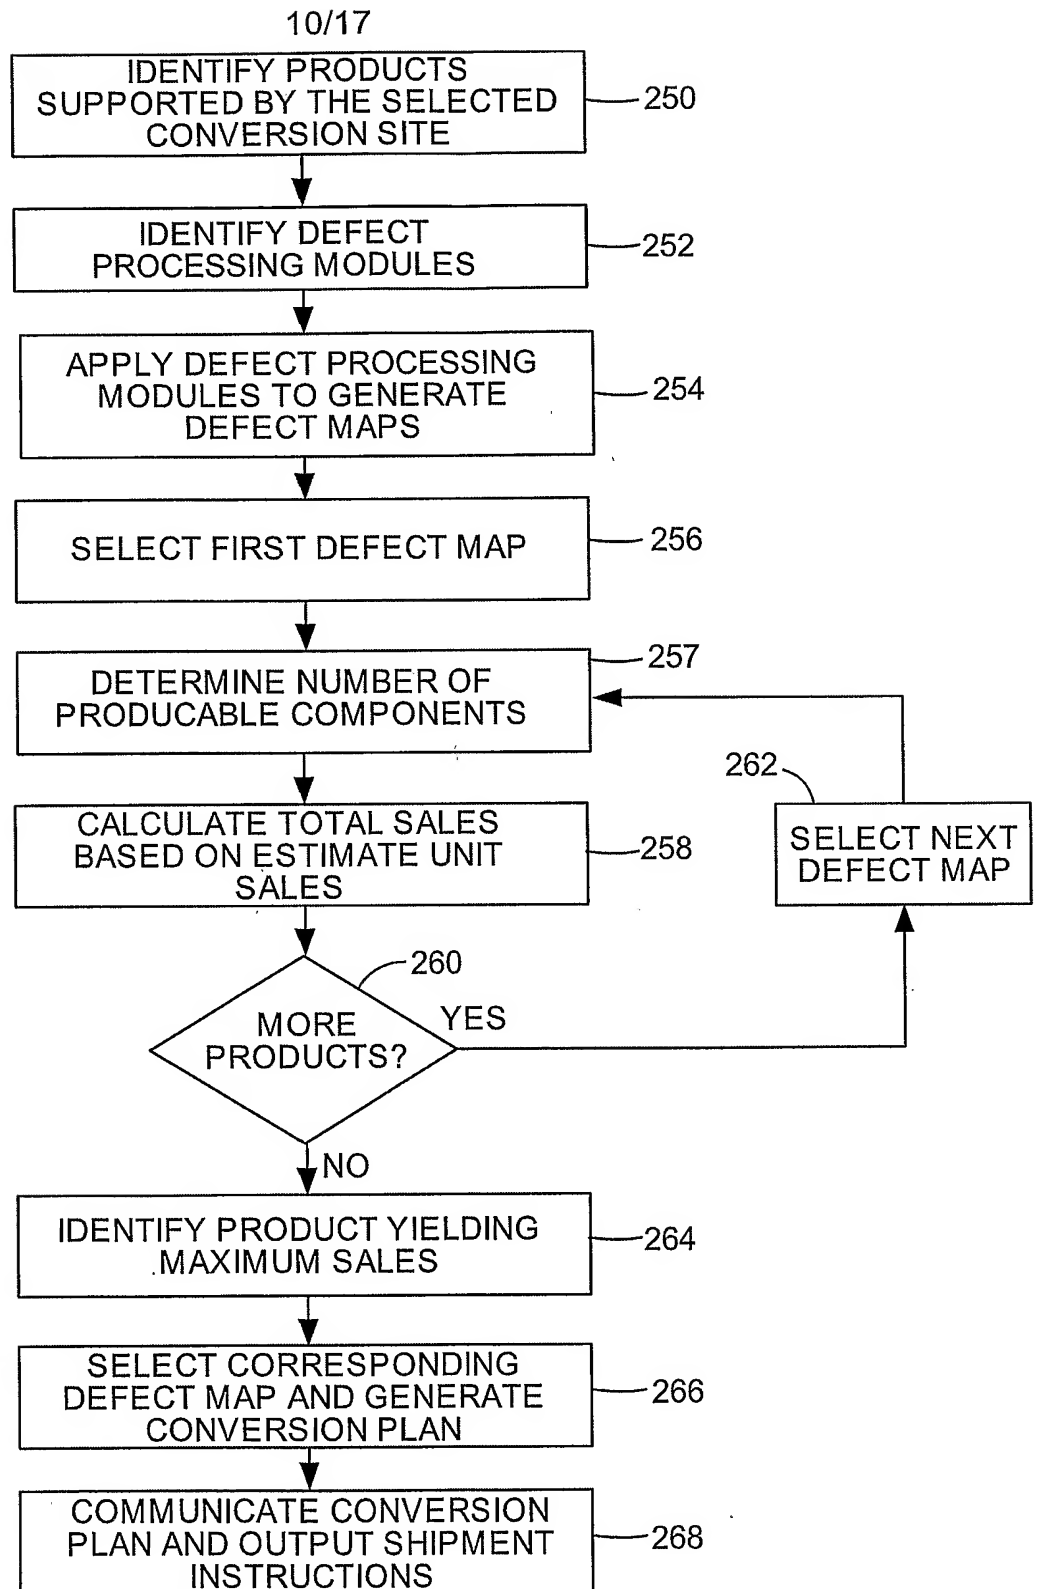 10/17
IDENTIFY PRODUCTS
SUPPORTED BY THE SELECTED
CONVERSION SITE
250
IDENTIFY DEFECT
PROCESSING MODULES
252
APPLY DEFECT PROCESSING
MODULES TO GENERATE
DEFECT MAPS
254
SELECT FIRST DEFECT MAP
256
DETERMINE NUMBER OF
PRODUCABLE COMPONENTS
257
CALCULATE TOTAL SALES
BASED ON ESTIMATE UNIT
SALES
258
262
SELECT NEXT
DEFECT MAP
260
MORE
PRODUCTS?
YES
NO
IDENTIFY PRODUCT YIELDING
MAXIMUM SALES
264
SELECT CORRESPONDING
DEFECT MAP AND GENERATE
CONVERSION PLAN
266
COMMUNICATE CONVERSION
PLAN AND OUTPUT SHIPMENT
INSTRUCTIONS
268